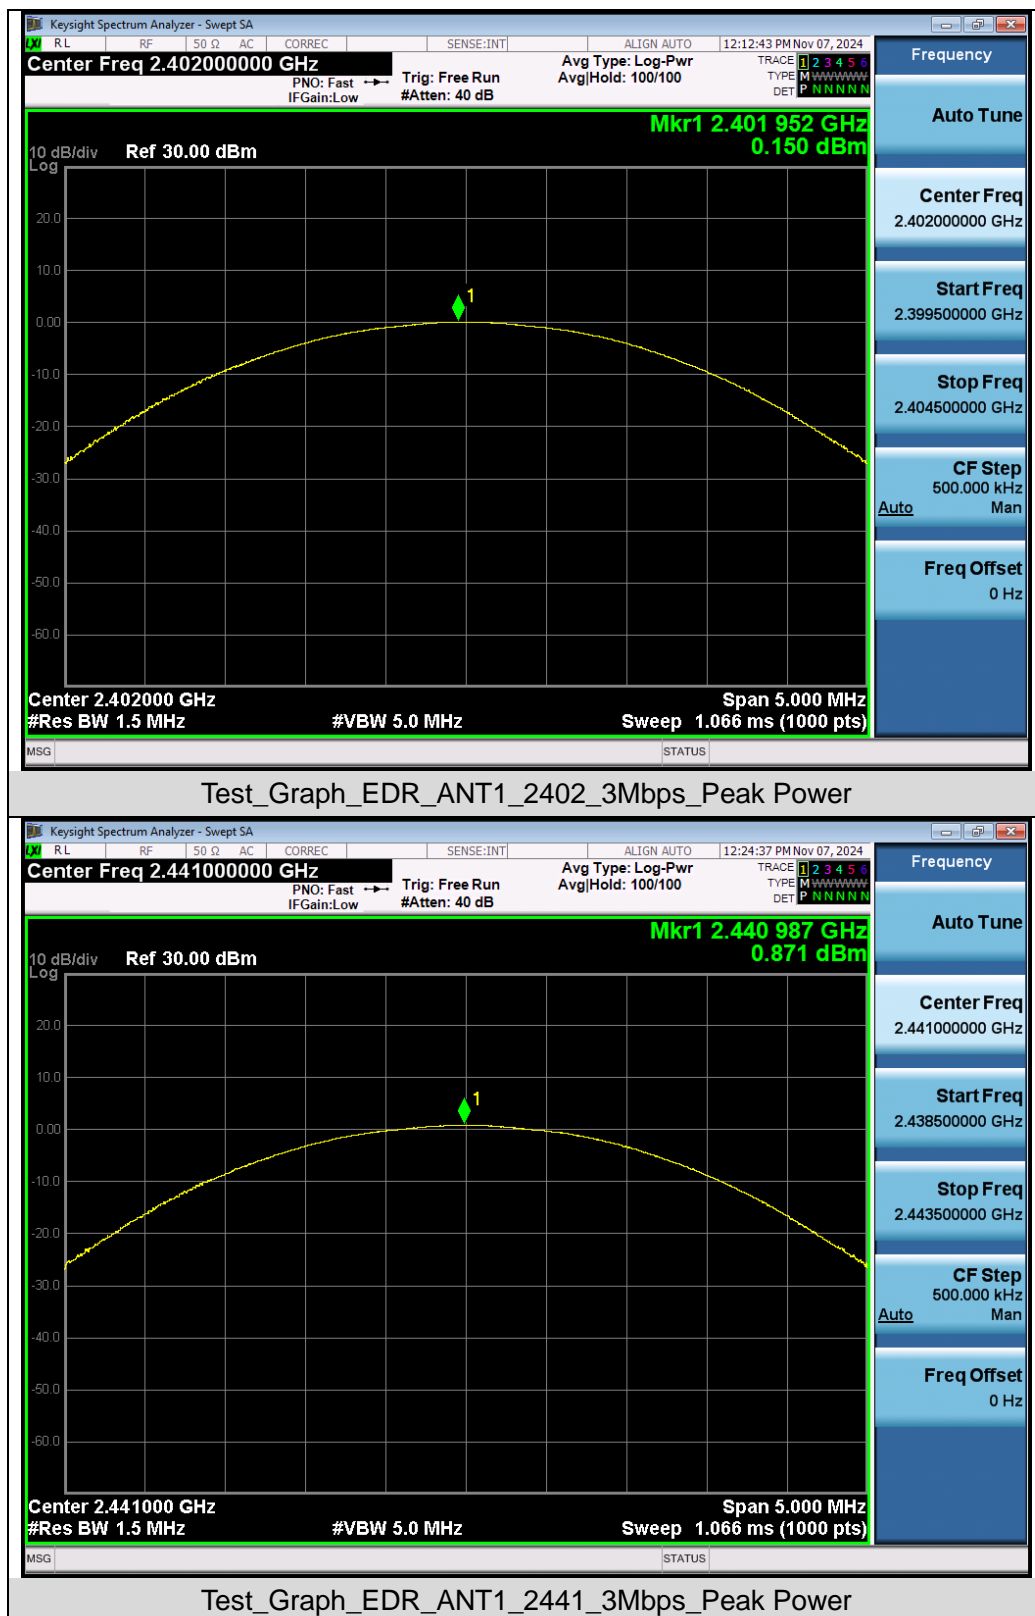 Keysight Spectrum Analyzer - Swept SA
LXI RL RF 50 Ω AC CORREC SENSE:INT ALIGN AUTO 12:12:43 PM Nov 07, 2024
Center Freq 2.402000000 GHz
PNO: Fast
IFGain:Low
Trig: Free Run
#Atten: 40 dB
Avg Type: Log-Pwr
Avg|Hold: 100/100
TRACE 1 2 3 4 5 6
TYPE M W W W W W
DET P N N N N N
Mkr1 2.401 952 GHz
0.150 dBm
10 dB/div Ref 30.00 dBm
Log
20.0
10.0
0.00
-10.0
-20.0
-30.0
-40.0
-50.0
-60.0
1
Center 2.402000 GHz Span 5.000 MHz
#Res BW 1.5 MHz #VBW 5.0 MHz Sweep 1.066 ms (1000 pts)
MSG STATUS
Frequency
Auto Tune
Center Freq
2.402000000 GHz
Start Freq
2.399500000 GHz
Stop Freq
2.404500000 GHz
CF Step
500.000 kHz
Auto Man
Freq Offset
0 Hz
Test_Graph_EDR_ANT1_2402_3Mbps_Peak Power
Keysight Spectrum Analyzer - Swept SA
LXI RL RF 50 Ω AC CORREC SENSE:INT ALIGN AUTO 12:24:37 PM Nov 07, 2024
Center Freq 2.441000000 GHz
PNO: Fast
IFGain:Low
Trig: Free Run
#Atten: 40 dB
Avg Type: Log-Pwr
Avg|Hold: 100/100
TRACE 1 2 3 4 5 6
TYPE M W W W W W
DET P N N N N N
Mkr1 2.440 987 GHz
0.871 dBm
10 dB/div Ref 30.00 dBm
Log
20.0
10.0
0.00
-10.0
-20.0
-30.0
-40.0
-50.0
-60.0
1
Center 2.441000 GHz Span 5.000 MHz
#Res BW 1.5 MHz #VBW 5.0 MHz Sweep 1.066 ms (1000 pts)
MSG STATUS
Frequency
Auto Tune
Center Freq
2.441000000 GHz
Start Freq
2.438500000 GHz
Stop Freq
2.443500000 GHz
CF Step
500.000 kHz
Auto Man
Freq Offset
0 Hz
Test_Graph_EDR_ANT1_2441_3Mbps_Peak Power